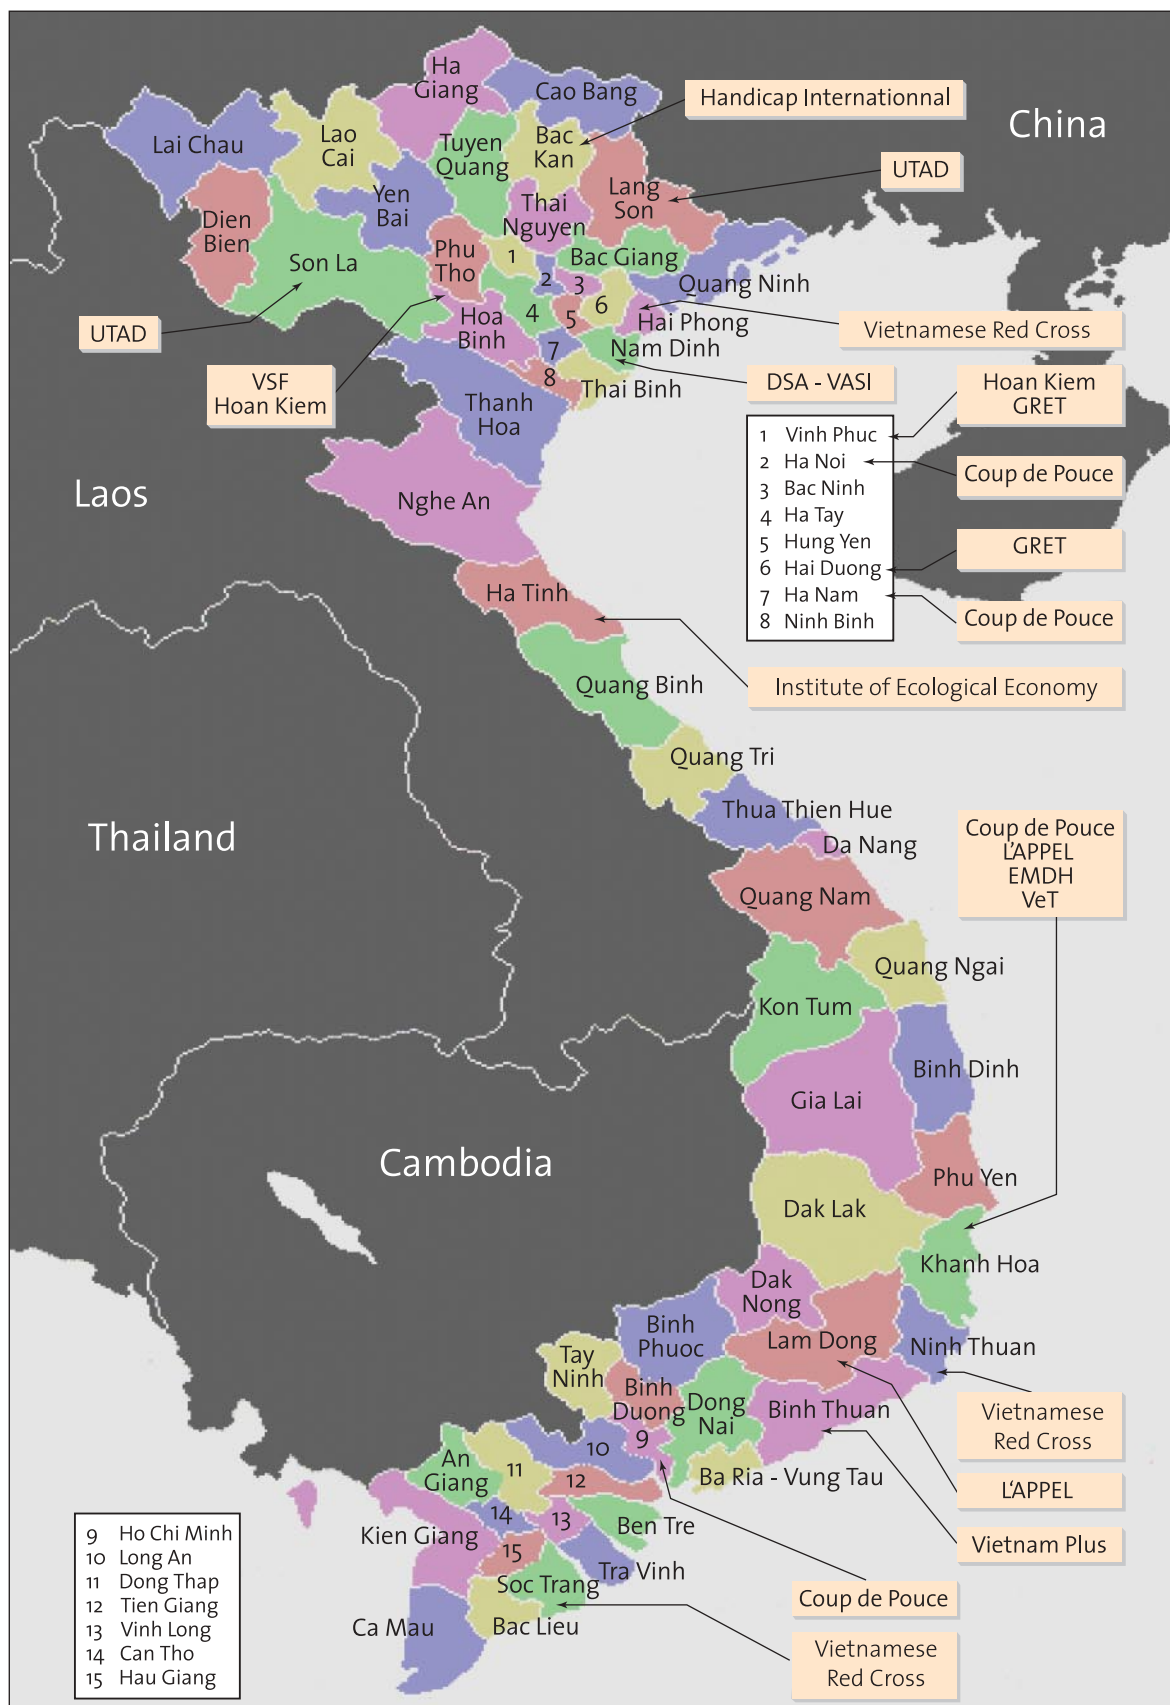 Ha
Giang
Cao Bang
Handicap Internationnal
China
Lai Chau
Lao
Cai
Tuyen
Quang
Bac
Kan
UTAD
Yen
Bai
Thai
Nguyen
Lang
Son
Dien
Bien
Son La
Phu
Tho
1
Bac Giang
2
3
Quang Ninh
4
5
6
Hai Phong
Hoa
Binh
UTAD
Vietnamese Red Cross
7
Nam Dinh
8
Thai Binh
VSF
Hoan Kiem
DSA - VASI
Hoan Kiem
GRET
Thanh
Hoa
1 Vinh Phuc
2 Ha Noi
3 Bac Ninh
4 Ha Tay
5 Hung Yen
6 Hai Duong
7 Ha Nam
8 Ninh Binh
Coup de Pouce
GRET
Coup de Pouce
Laos
Nghe An
Ha Tinh
Quang Binh
Institute of Ecological Economy
Quang Tri
Thua Thien Hue
Thailand
Da Nang
Coup de Pouce
L'APPEL
EMDH
VeT
Quang Nam
Quang Ngai
Kon Tum
Binh Dinh
Gia Lai
Cambodia
Phu Yen
Dak Lak
Khanh Hoa
Dak
Nong
Binh
Phuoc
Lam Dong
Ninh Thuan
Tay
Ninh
Binh
Duong
Dong
Nai
Binh Thuan
Vietnamese
Red Cross
9
10
An
Giang
11
12
Ba Ria - Vung Tau
L'APPEL
14
13
Ben Tre
Kien Giang
Vietnam Plus
15
Tra Vinh
Soc Trang
Coup de Pouce
Ca Mau
Bac Lieu
Vietnamese
Red Cross
9 Ho Chi Minh
10 Long An
11 Dong Thap
12 Tien Giang
13 Vinh Long
14 Can Tho
15 Hau Giang